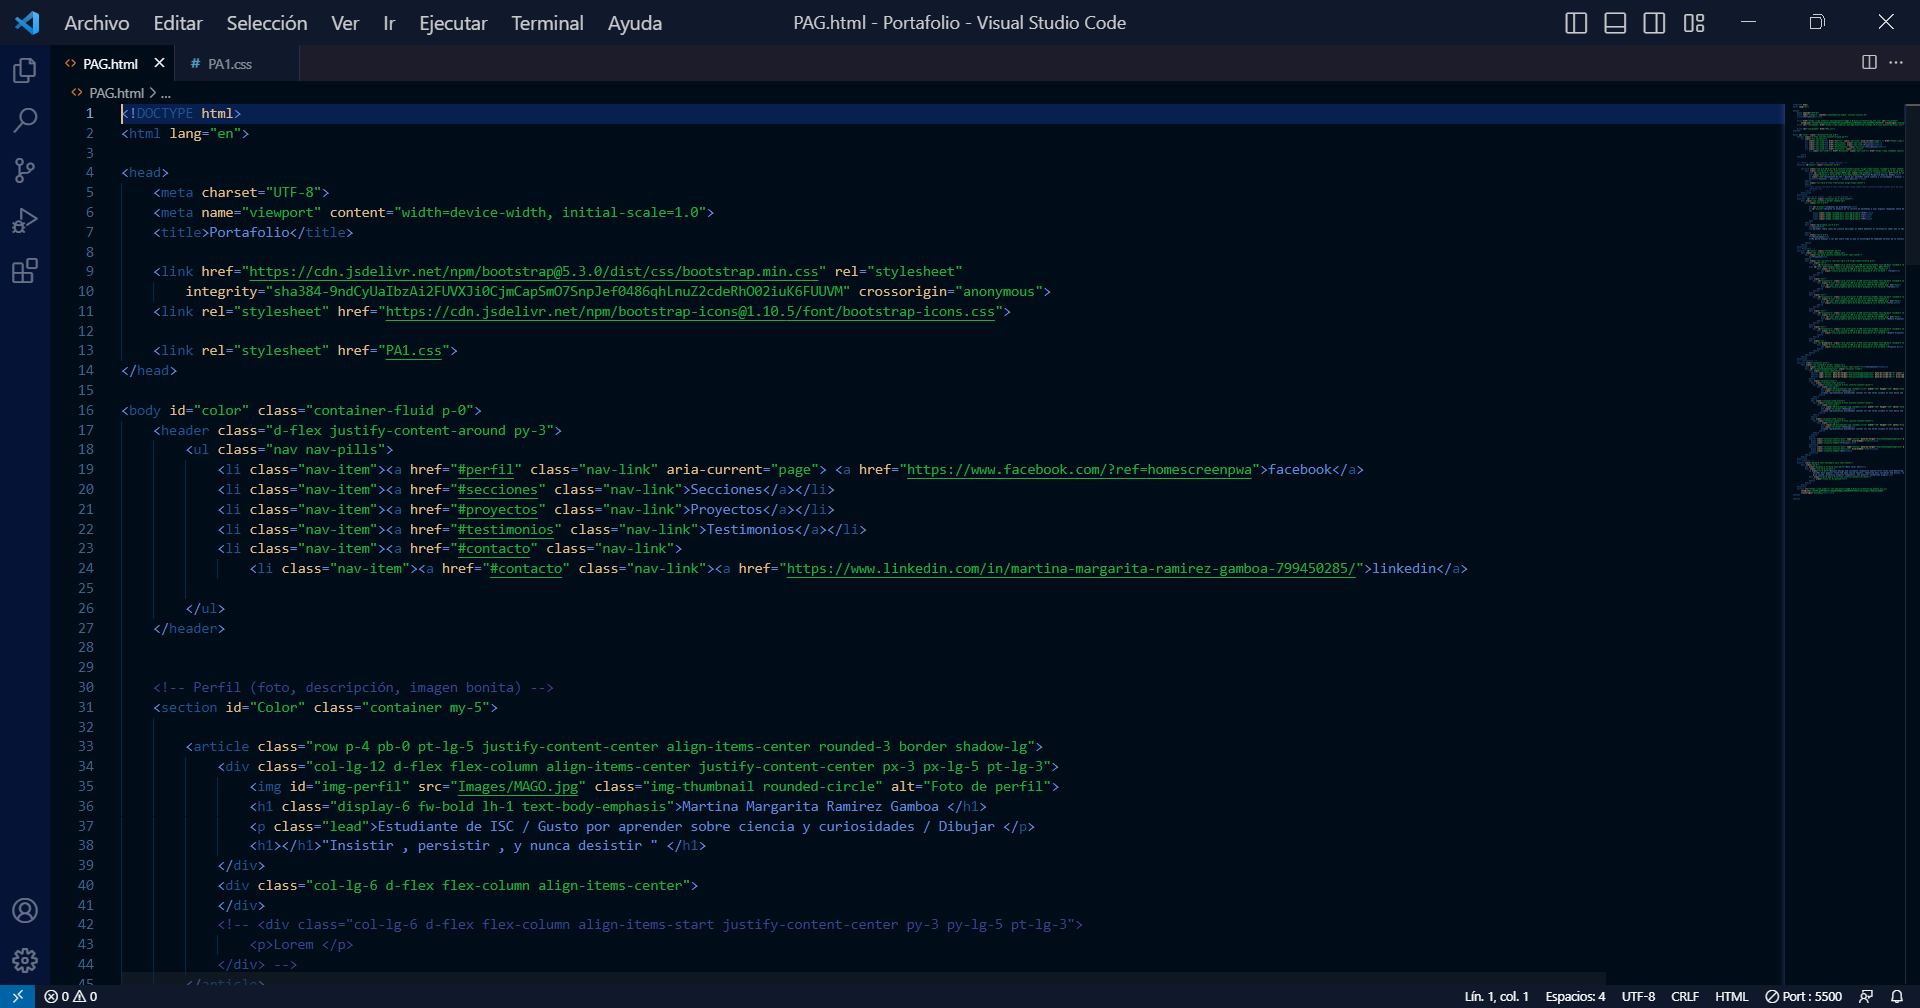 Archivo Editar Selección Ver Ir Ejecutar Terminal Ayuda PAG.html - Portafolio - Visual Studio Code
<> PAG.html × # PA1.css
<> PAG.html > ...
1 <!DOCTYPE html>
2 <html lang="en">
3
4 <head>
5 <meta charset="UTF-8">
6 <meta name="viewport" content="width=device-width, initial-scale=1.0">
7 <title>Portafolio</title>
8
9 <link href="https://cdn.jsdelivr.net/npm/bootstrap@5.3.0/dist/css/bootstrap.min.css" rel="stylesheet"
10 integrity="sha384-9ndCyUaIbzAi2FUVXJi0CjmCapSmO7SnpJef0486qhLnuZ2cdeRhO02iuK6FUUVM" crossorigin="anonymous">
11 <link rel="stylesheet" href="https://cdn.jsdelivr.net/npm/bootstrap-icons@1.10.5/font/bootstrap-icons.css">
12
13 <link rel="stylesheet" href="PA1.css">
14 </head>
15
16 <body id="color" class="container-fluid p-0">
17 <header class="d-flex justify-content-around py-3">
18 <ul class="nav nav-pills">
19 <li class="nav-item"><a href="#perfil" class="nav-link" aria-current="page"> <a href="https://www.facebook.com/?ref=homescreenpwa">facebook</a>
20 <li class="nav-item"><a href="#secciones" class="nav-link">Secciones</a></li>
21 <li class="nav-item"><a href="#proyectos" class="nav-link">Proyectos</a></li>
22 <li class="nav-item"><a href="#testimonios" class="nav-link">Testimonios</a></li>
23 <li class="nav-item"><a href="#contacto" class="nav-link">
24 <li class="nav-item"><a href="#contacto" class="nav-link"><a href="https://www.linkedin.com/in/martina-margarita-ramirez-gamboa-799450285/">linkedin</a>
25
26 </ul>
27 </header>
28
29
30 <!-- Perfil (foto, descripción, imagen bonita) -->
31 <section id="Color" class="container my-5">
32
33 <article class="row p-4 pb-0 pt-lg-5 justify-content-center align-items-center rounded-3 border shadow-lg">
34 <div class="col-lg-12 d-flex flex-column align-items-center justify-content-center px-3 px-lg-5 pt-lg-3">
35 <img id="img-perfil" src="Images/MAGO.jpg" class="img-thumbnail rounded-circle" alt="Foto de perfil">
36 <h1 class="display-6 fw-bold lh-1 text-body-emphasis">Martina Margarita Ramirez Gamboa </h1>
37 <p class="lead">Estudiante de ISC / Gusto por aprender sobre ciencia y curiosidades / Dibujar </p>
38 <h1></h1>"Insistir , persistir , y nunca desistir " </h1>
39 </div>
40 <div class="col-lg-6 d-flex flex-column align-items-center">
41 </div>
42 <!-- <div class="col-lg-6 d-flex flex-column align-items-start justify-content-center py-3 py-lg-5 pt-lg-3">
43 <p>Lorem </p>
44 </div> -->
45 </article>
0 0 Lín. 1, col. 1 Espacios: 4 UTF-8 CRLF HTML Port : 5500